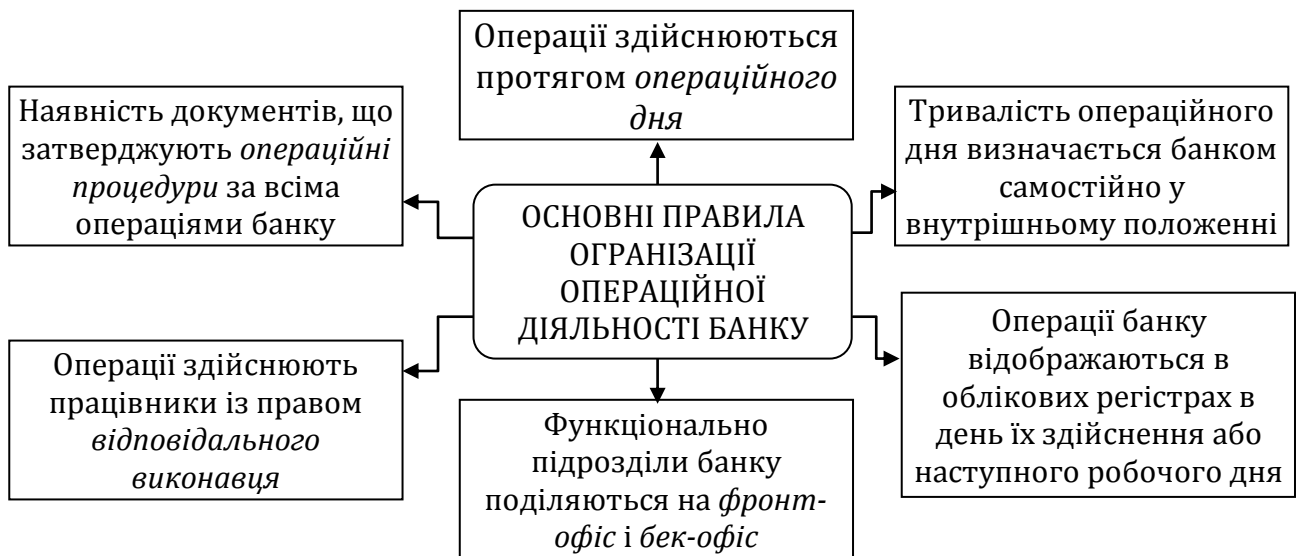 Операції здійснюються
протягом операційного
дня
Наявність документів, що
затверджують операційні
процедури за всіма
операціями банку
Тривалість операційного
дня визначається банком
самостійно у
внутрішньому положенні
ОСНОВНІ ПРАВИЛА
ОГРАНІЗАЦІЇ
ОПЕРАЦІЙНОЇ
ДІЯЛЬНОСТІ БАНКУ
Операції здійснюють
працівники із правом
відповідального
виконавця
Функціонально
підрозділи банку
поділяються на фронт-
офіс і бек-офіс
Операції банку
відображаються в
облікових регістрах в
день їх здійснення або
наступного робочого дня